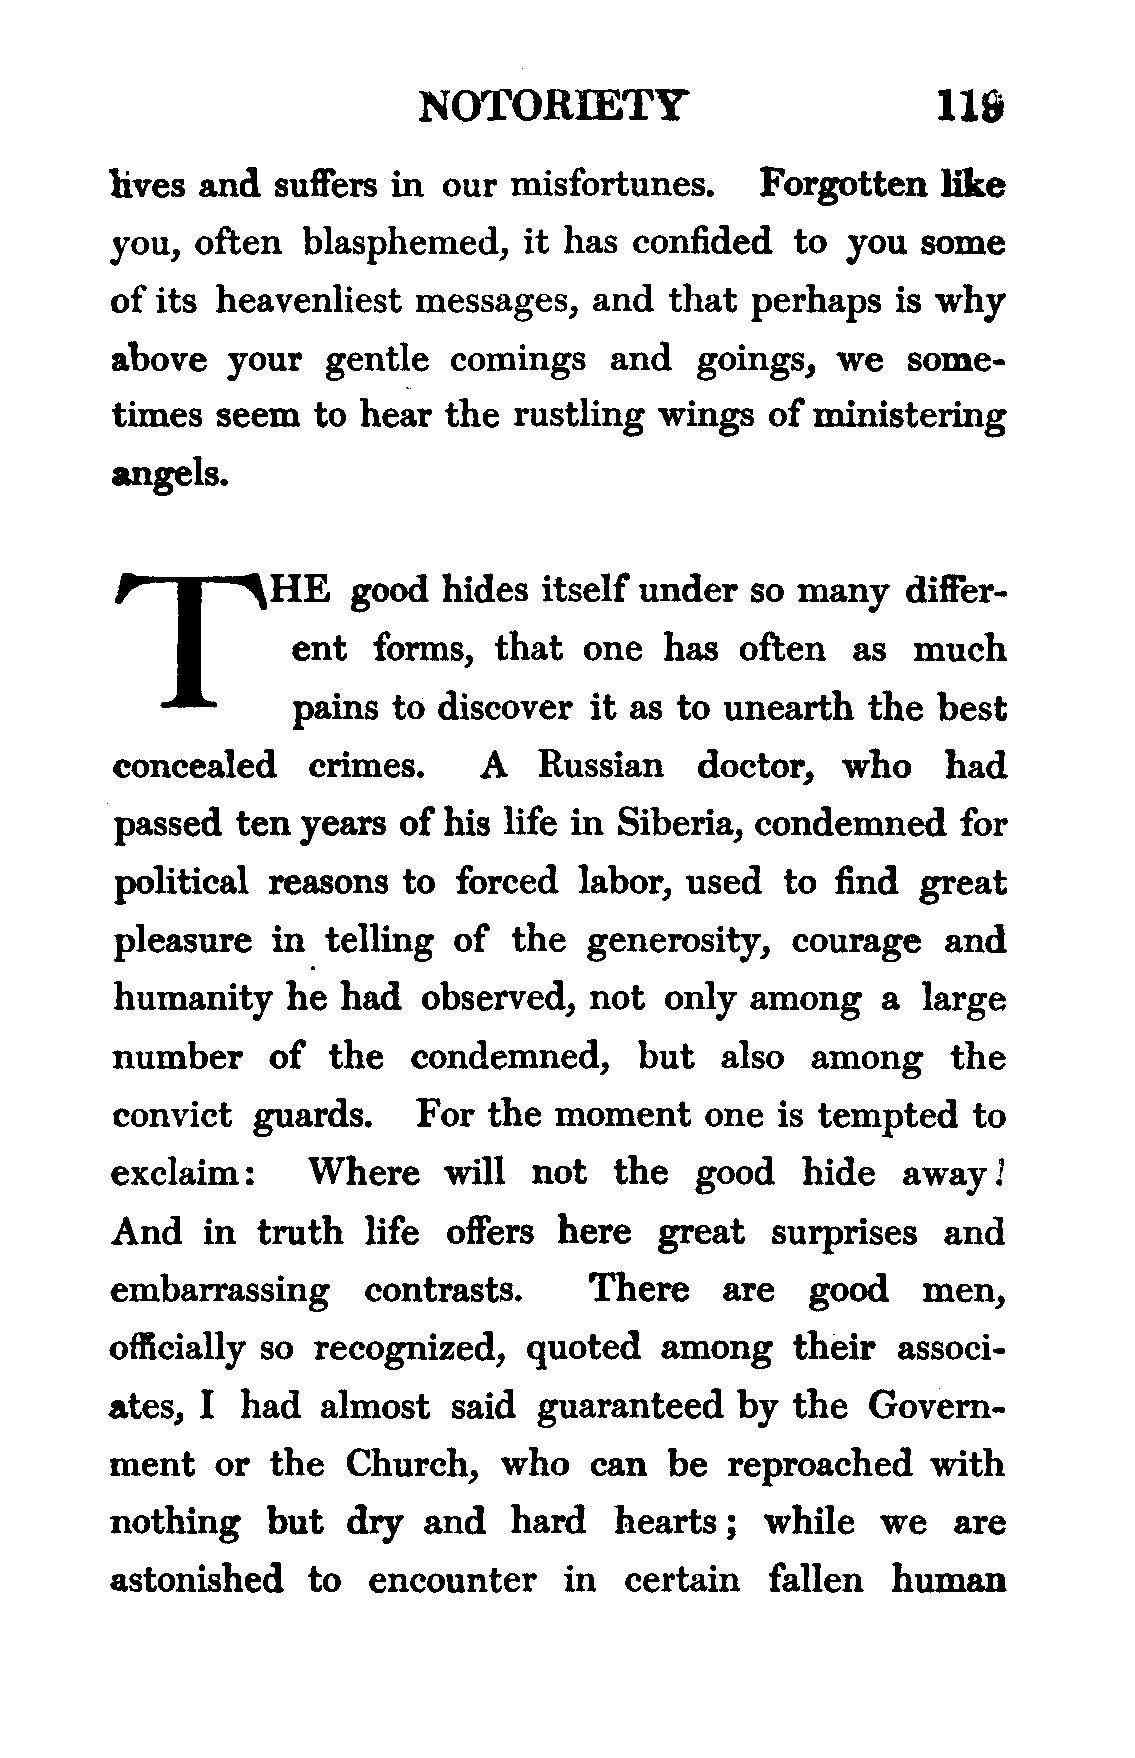 NOTORIETY 119
lives and suffers in our misfortunes. Forgotten like
you, often blasphemed, it has confided to you some
of its heavenliest messages, and that perhaps is why
above your gentle comings and goings, we some-
times seem to hear the rustling wings of ministering
angels.
THE good hides itself under so many differ-
ent forms, that one has often as much
pains to discover it as to unearth the best
concealed crimes. A Russian doctor, who had
passed ten years of his life in Siberia, condemned for
political reasons to forced labor, used to find great
pleasure in telling of the generosity, courage and
humanity he had observed, not only among a large
number of the condemned, but also among the
convict guards. For the moment one is tempted to
exclaim: Where will not the good hide away!
And in truth life offers here great surprises and
embarrassing contrasts. There are good men,
officially so recognized, quoted among their associ-
ates, I had almost said guaranteed by the Govern-
ment or the Church, who can be reproached with
nothing but dry and hard hearts; while we are
astonished to encounter in certain fallen human